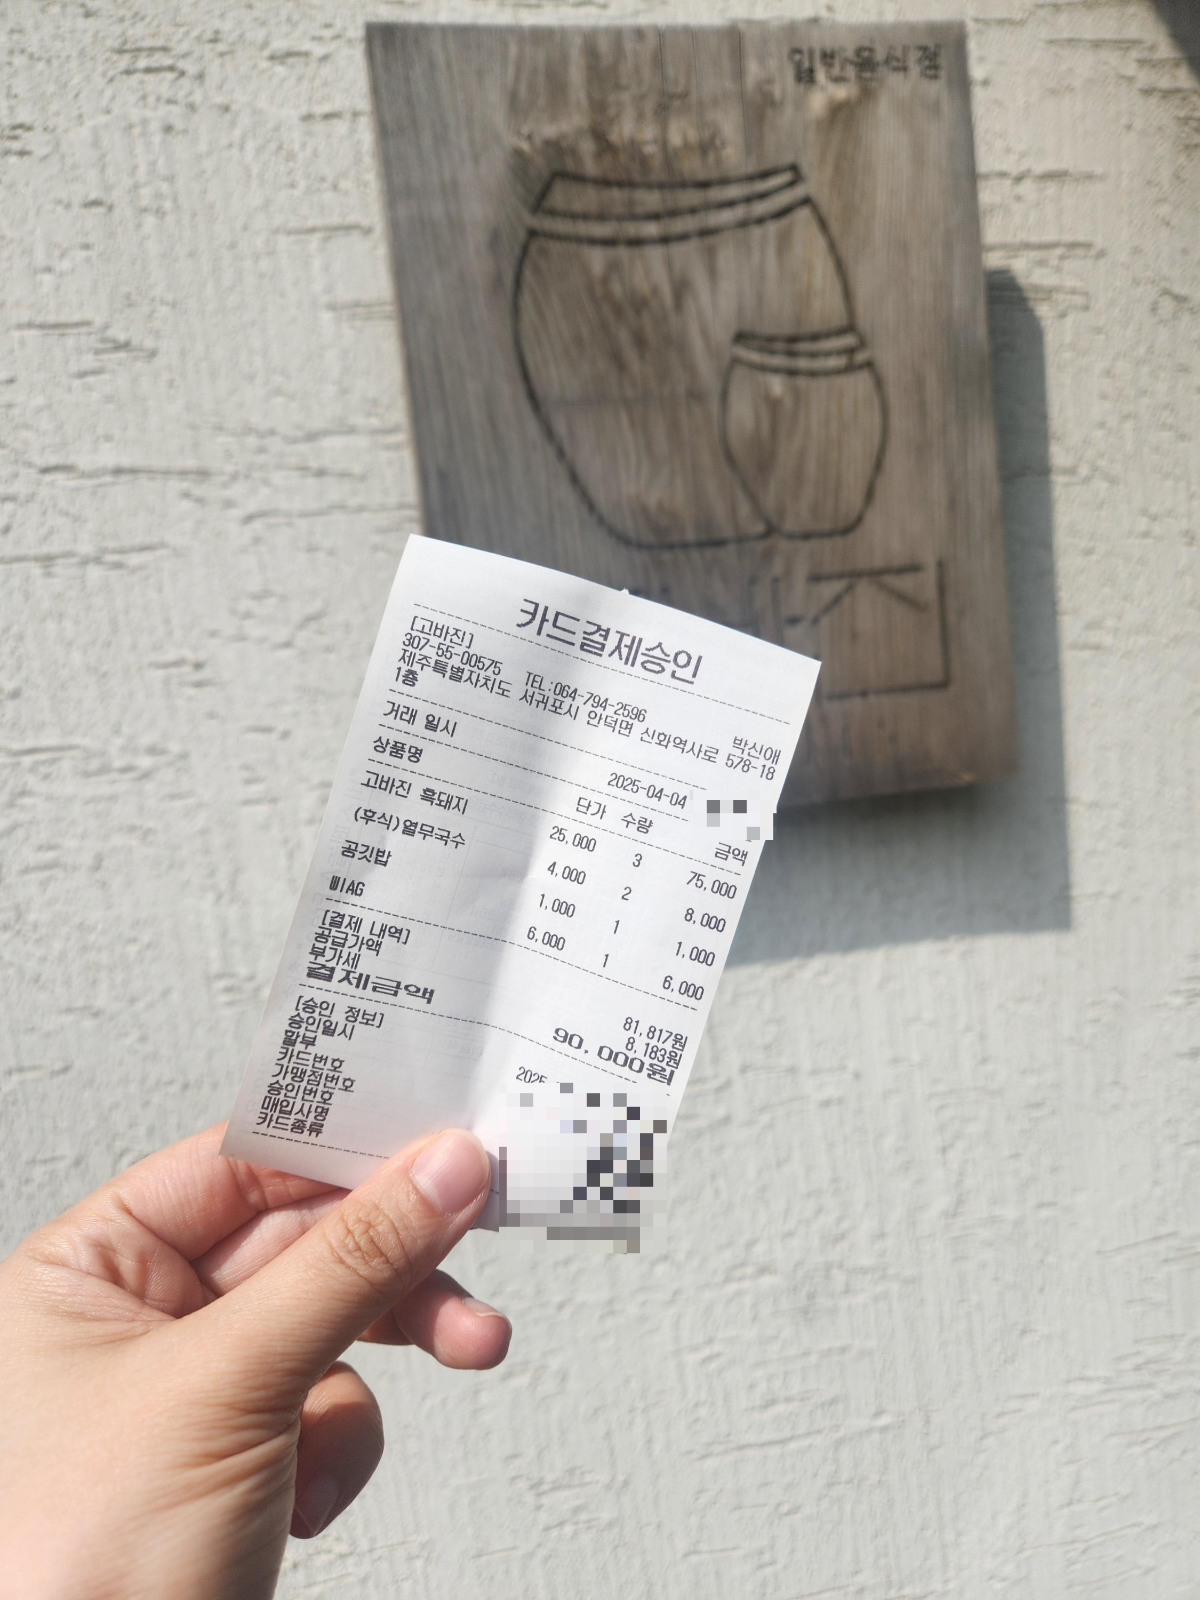 일반음식점
카드결제승인
[고바진]
307-55-00575 TEL:064-794-2596 박신애
제주특별자치도 서귀포시 안덕면 신화역사로 578-18
1층
거래 일시 2025-04-04
상품명 단가 수량 금액
고바진 흑돼지 25,000 3 75,000
(후식)열무국수 4,000 2 8,000
공깃밥 1,000 1 1,000
6,000 1 6,000
[결제 내역]
공급가액 81,817원
부가세 8,183원
결제금액 90,000원
[승인 정보]
승인일시 2025
할부
카드번호
가맹점번호
승인번호
매입사명
카드종류